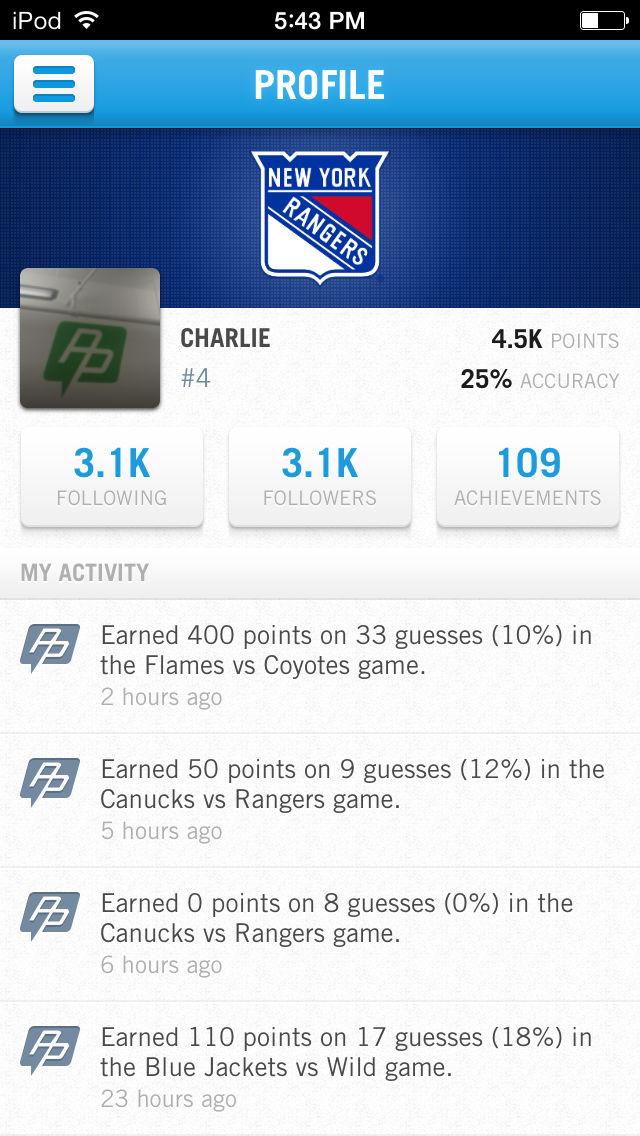 iPod 5:43 PM
PROFILE
NEW YORK
RANGERS
CHARLIE
4.5K POINTS
#4
25% ACCURACY
3.1K 3.1K 109
FOLLOWING FOLLOWERS ACHIEVEMENTS
MY ACTIVITY
Earned 400 points on 33 guesses (10%) in
the Flames vs Coyotes game.
2 hours ago
Earned 50 points on 9 guesses (12%) in the
Canucks vs Rangers game.
5 hours ago
Earned 0 points on 8 guesses (0%) in the
Canucks vs Rangers game.
6 hours ago
Earned 110 points on 17 guesses (18%) in
the Blue Jackets vs Wild game.
23 hours ago